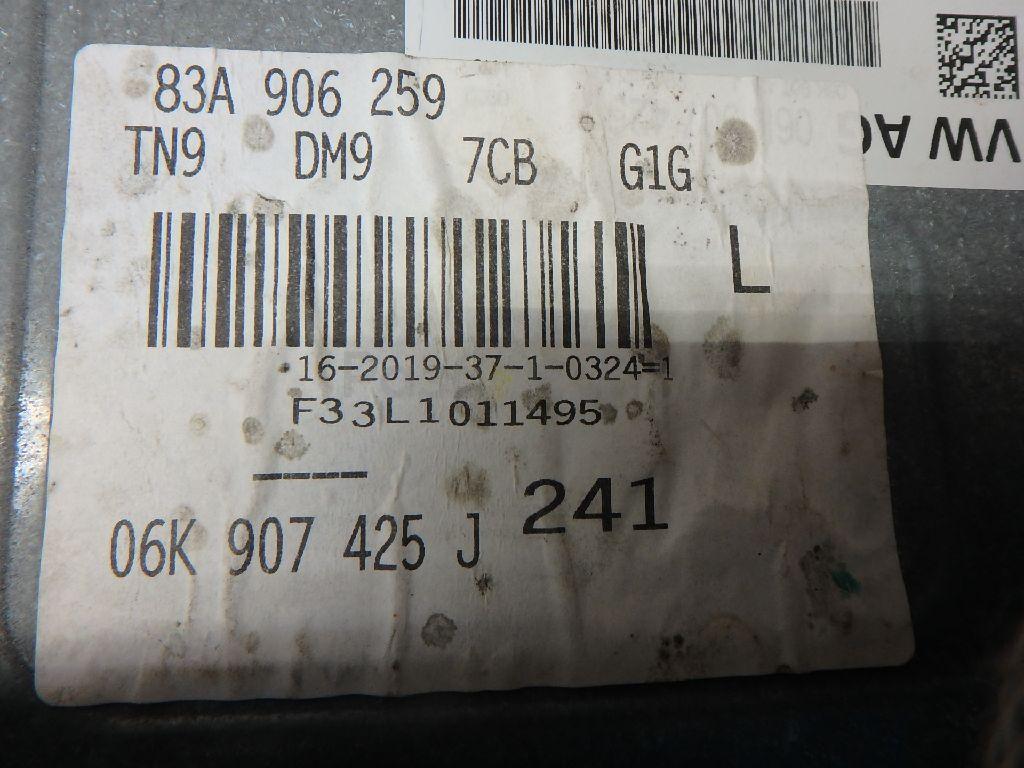 VW AG
83A 906 259
TN9 DM9 7CB G1G
L
16-2019-37-1-0324=1
F33L1011495
----
241
06K 907 425 J